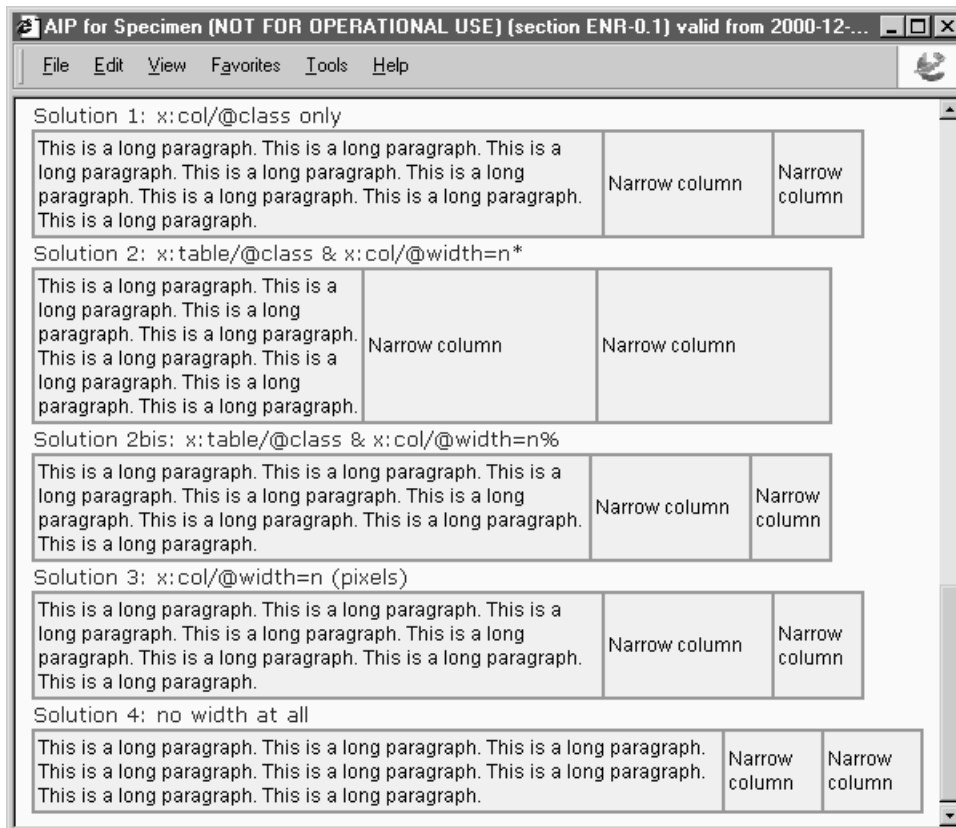 AIP for Specimen (NOT FOR OPERATIONAL USE) (section ENR-0.1) valid from 2000-12-...
File Edit View Favorites Tools Help
Solution 1: x:col/@class only
This is a long paragraph. This is a long paragraph. This is a
long paragraph. This is a long paragraph. This is a long
paragraph. This is a long paragraph. This is a long paragraph.
This is a long paragraph.
Narrow column
Narrow
column
Solution 2: x:table/@class & x:col/@width=n*
This is a long paragraph. This is a
long paragraph. This is a long
paragraph. This is a long paragraph.
This is a long paragraph. This is a
long paragraph. This is a long
paragraph. This is a long paragraph.
Narrow column
Narrow column
Solution 2bis: x:table/@class & x:col/@width=n%
This is a long paragraph. This is a long paragraph. This is a
long paragraph. This is a long paragraph. This is a long
paragraph. This is a long paragraph. This is a long paragraph.
This is a long paragraph.
Narrow column
Narrow
column
Solution 3: x:col/@width=n (pixels)
This is a long paragraph. This is a long paragraph. This is a
long paragraph. This is a long paragraph. This is a long
paragraph. This is a long paragraph. This is a long paragraph.
This is a long paragraph.
Narrow column
Narrow
column
Solution 4: no width at all
This is a long paragraph. This is a long paragraph. This is a long paragraph.
This is a long paragraph. This is a long paragraph. This is a long paragraph.
This is a long paragraph. This is a long paragraph.
Narrow
column
Narrow
column